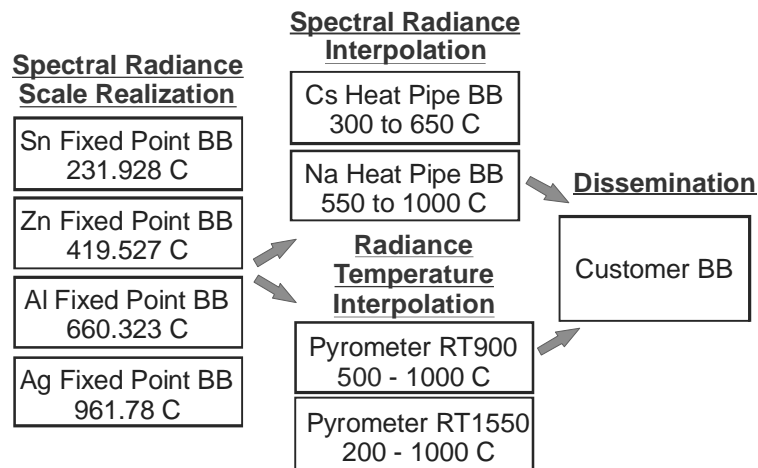 Spectral Radiance
Scale Realization
Sn Fixed Point BB
231.928 C
Zn Fixed Point BB
419.527 C
Al Fixed Point BB
660.323 C
Ag Fixed Point BB
961.78 C
Spectral Radiance
Interpolation
Cs Heat Pipe BB
300 to 650 C
Na Heat Pipe BB
550 to 1000 C
Radiance
Temperature
Interpolation
Pyrometer RT900
500 - 1000 C
Pyrometer RT1550
200 - 1000 C
Dissemination
Customer BB